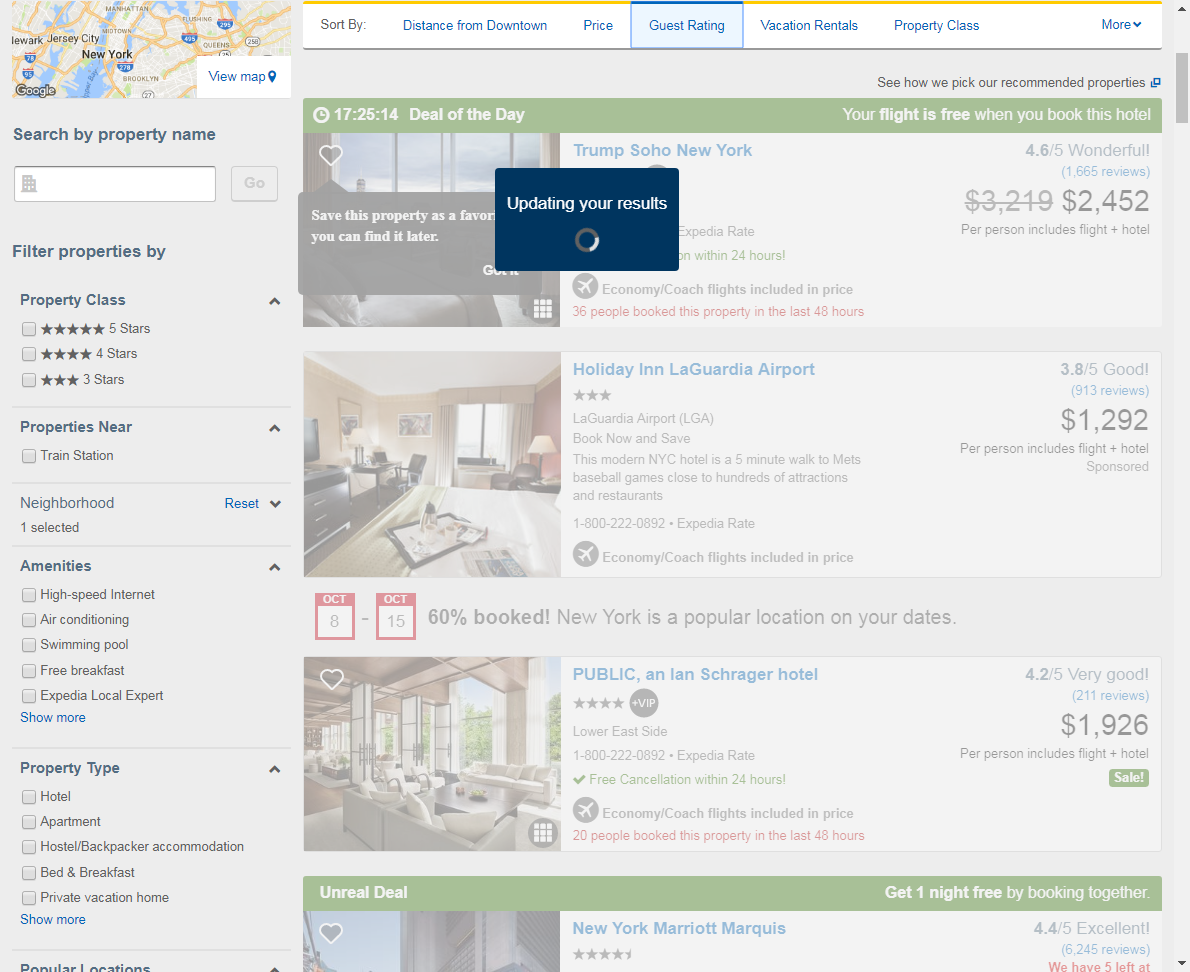 MANHATTAN
FLUSHING
lewark Jersey City
MIDTOWN
295
495
QUEENS
258
New York
78
278
95
BROOKLYN
27
Google
View map
Search by property name
Go
Filter properties by
Property Class
5 Stars
4 Stars
3 Stars
Properties Near
Train Station
Neighborhood Reset
1 selected
Amenities
High-speed Internet
Air conditioning
Swimming pool
Free breakfast
Expedia Local Expert
Show more
Property Type
Hotel
Apartment
Hostel/Backpacker accommodation
Bed & Breakfast
Private vacation home
Show more
Popular Locations
Sort By: Distance from Downtown Price Guest Rating Vacation Rentals Property Class More
See how we pick our recommended properties
17:25:14 Deal of the Day Your flight is free when you book this hotel
Trump Soho New York 4.6/5 Wonderful!
(1,665 reviews)
$3,219 $2,452
Per person includes flight + hotel
Save this property as a favor
you can find it later.
Got it
Updating your results
Expedia Rate
n within 24 hours!
Economy/Coach flights included in price
36 people booked this property in the last 48 hours
Holiday Inn LaGuardia Airport 3.8/5 Good!
(913 reviews)
$1,292
LaGuardia Airport (LGA)
Book Now and Save
Per person includes flight + hotel
This modern NYC hotel is a 5 minute walk to Mets
Sponsored
baseball games close to hundreds of attractions
and restaurants
1-800-222-0892 • Expedia Rate
Economy/Coach flights included in price
OCT OCT
8 - 15 60% booked! New York is a popular location on your dates.
PUBLIC, an Ian Schrager hotel 4.2/5 Very good!
+VIP (211 reviews)
$1,926
Lower East Side
1-800-222-0892 • Expedia Rate Per person includes flight + hotel
Free Cancellation within 24 hours! Sale!
Economy/Coach flights included in price
20 people booked this property in the last 48 hours
Unreal Deal Get 1 night free by booking together.
New York Marriott Marquis 4.4/5 Excellent!
(6,245 reviews)
We have 5 left at